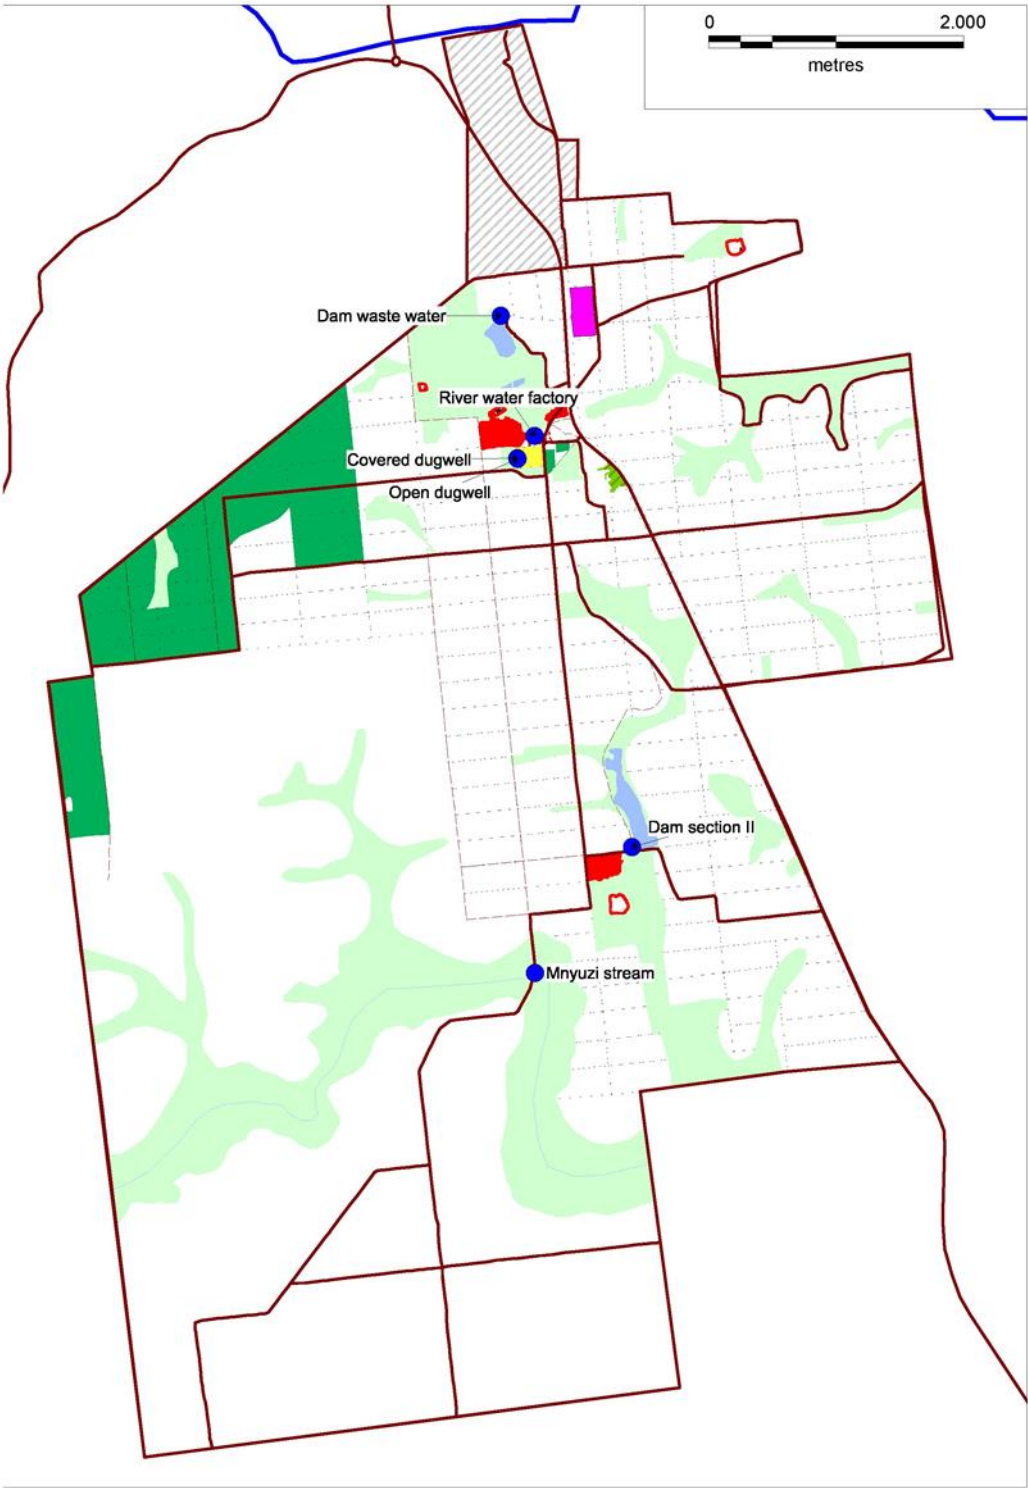 0 2.000
metres
Dam waste water
River water factory
Covered dugwell
Open dugwell
Dam section II
Mnyuzi stream